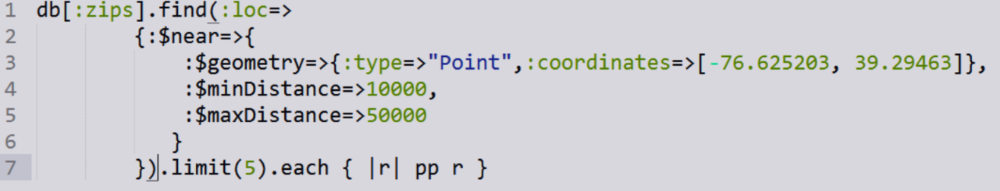 1 db[:zips].find(:loc=>
2 {:$near=>{
3 :$geometry=>{:type=>"Point",:coordinates=>[-76.625203, 39.29463]},
4 :$minDistance=>10000,
5 :$maxDistance=>50000
6 }
7 }).limit(5).each { |r| pp r }